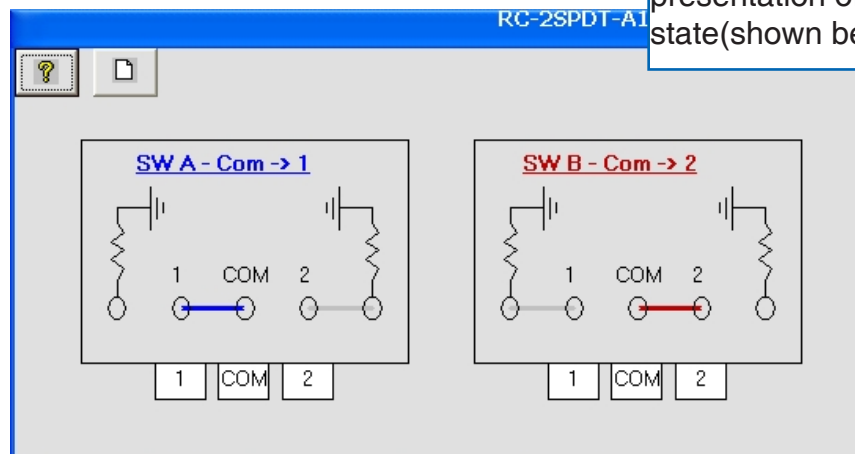 RC-2SPDT-A1
state(shown be
SW A - Com -> 1
SW B - Com -> 2
1 COM 2
1 COM 2
1 COM 2
1 COM 2